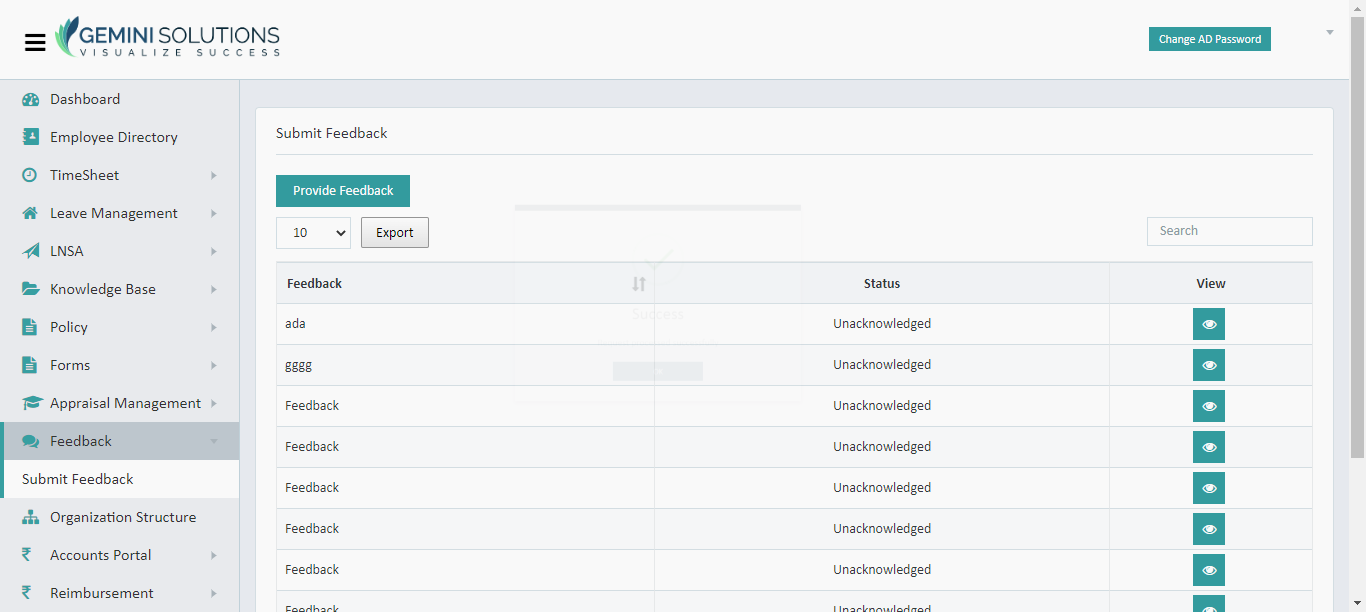 GEMINI SOLUTIONS
VISUALIZE SUCCESS
Change AD Password
Dashboard
Employee Directory
TimeSheet
Leave Management
LNSA
Knowledge Base
Policy
Forms
Appraisal Management
Feedback
Submit Feedback
Organization Structure
Accounts Portal
Reimbursement
Submit Feedback
Provide Feedback
10
Export
Search
Feedback Status View
ada Unacknowledged
gggg Unacknowledged
Feedback Unacknowledged
Feedback Unacknowledged
Feedback Unacknowledged
Feedback Unacknowledged
Feedback Unacknowledged
Feedback Unacknowledged
Success